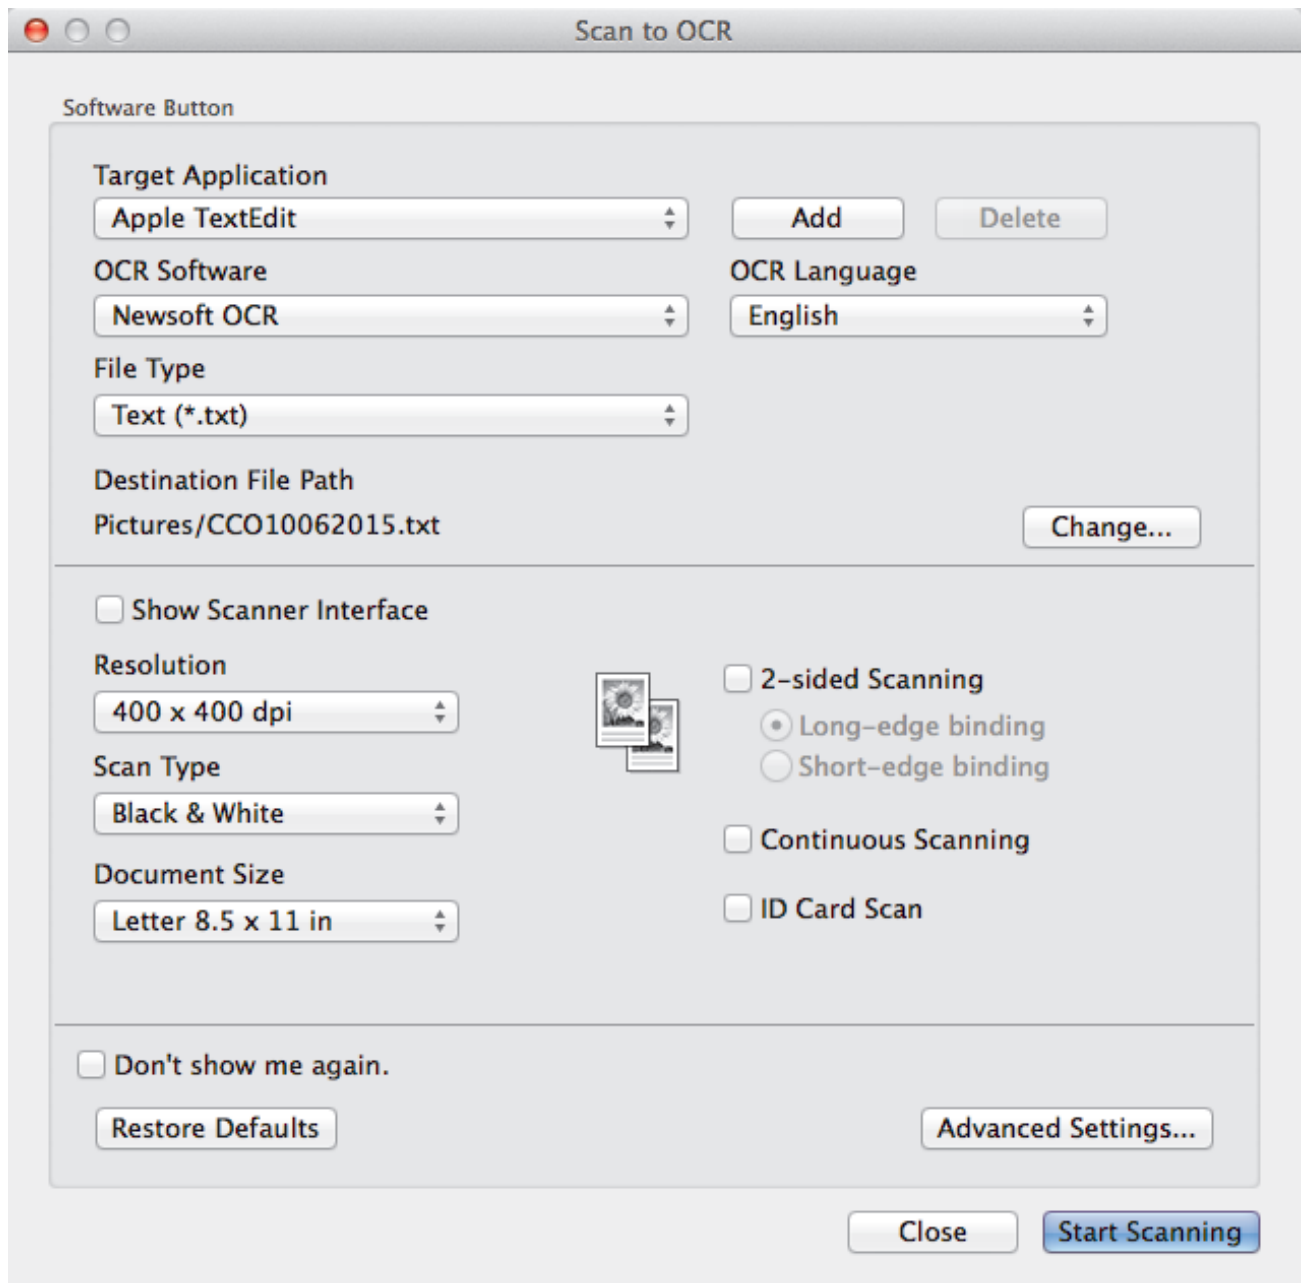 Scan to OCR
Software Button
Target Application
Apple TextEdit Add Delete
OCR Software OCR Language
Newsoft OCR English
File Type
Text (*.txt)
Destination File Path
Pictures/CCO10062015.txt Change...
Show Scanner Interface
Resolution
400 x 400 dpi
Scan Type
Black & White
Document Size
Letter 8.5 x 11 in
2-sided Scanning
Long-edge binding
Short-edge binding
Continuous Scanning
ID Card Scan
Don't show me again.
Restore Defaults Advanced Settings...
Close Start Scanning